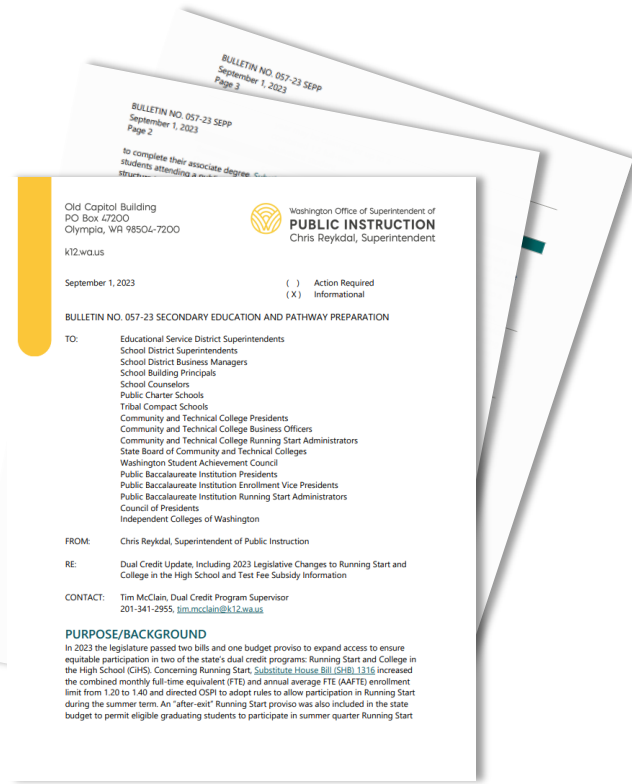 BULLETIN NO. 057-23 SEPP
September 1, 2023
Page 3
BULLETIN NO. 057-23 SEPP
September 1, 2023
Page 2
to complete their associate degree.
students attending a
Old Capitol Building
PO Box 47200
Olympia, WA 98504-7200
k12.wa.us
Washington Office of Superintendent of
PUBLIC INSTRUCTION
Chris Reykdal, Superintendent
September 1, 2023
( ) Action Required
( X ) Informational
BULLETIN NO. 057-23 SECONDARY EDUCATION AND PATHWAY PREPARATION
TO: Educational Service District Superintendents
School District Superintendents
School District Business Managers
School Building Principals
School Counselors
Public Charter Schools
Tribal Compact Schools
Community and Technical College Presidents
Community and Technical College Business Officers
Community and Technical College Running Start Administrators
State Board of Community and Technical Colleges
Washington Student Achievement Council
Public Baccalaureate Institution Presidents
Public Baccalaureate Institution Enrollment Vice Presidents
Public Baccalaureate Institution Running Start Administrators
Council of Presidents
Independent Colleges of Washington
FROM: Chris Reykdal, Superintendent of Public Instruction
RE: Dual Credit Update, Including 2023 Legislative Changes to Running Start and
College in the High School and Test Fee Subsidy Information
CONTACT: Tim McClain, Dual Credit Program Supervisor
201-341-2955, tim.mcclain@k12.wa.us
PURPOSE/BACKGROUND
In 2023 the legislature passed two bills and one budget proviso to expand access to ensure
equitable participation in two of the state's dual credit programs: Running Start and College in
the High School (CiHS). Concerning Running Start, Substitute House Bill (SHB) 1316 increased
the combined monthly full-time equivalent (FTE) and annual average FTE (AAFTE) enrollment
limit from 1.20 to 1.40 and directed OSPI to adopt rules to allow participation in Running Start
during the summer term. An "after-exit" Running Start proviso was also included in the state
budget to permit eligible graduating students to participate in summer quarter Running Start